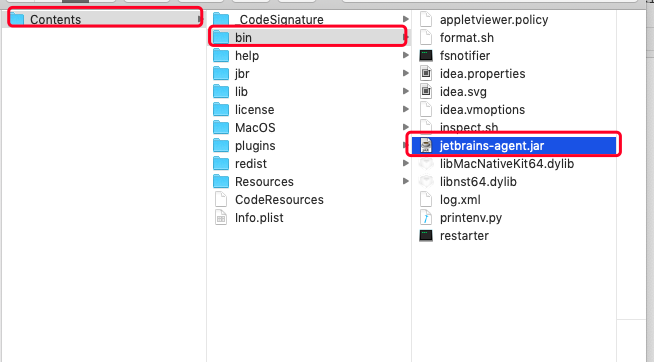 Contents
_CodeSignature
bin
help
jbr
lib
license
MacOS
plugins
redist
Resources
CodeResources
Info.plist
appletviewer.policy
format.sh
fsnotifier
idea.properties
idea.svg
idea.vmoptions
inspect.sh
jetbrains-agent.jar
libMacNativeKit64.dylib
libnst64.dylib
log.xml
printenv.py
restarter